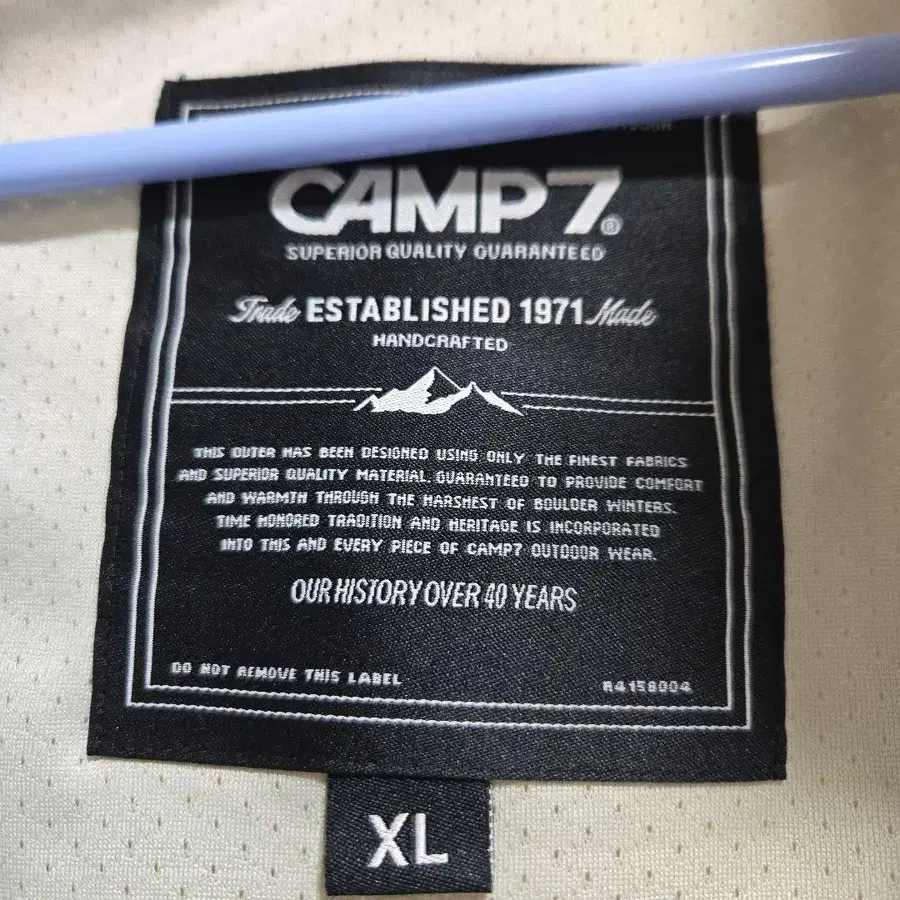 CAMP7®
SUPERIOR QUALITY GUARANTEED
Trade ESTABLISHED 1971 Made
HANDCRAFTED
THIS OUTER HAS BEEN DESIGNED USING ONLY THE FINEST FABRICS
AND SUPERIOR QUALITY MATERIAL. GUARANTEED TO PROVIDE COMFORT
AND WARMTH THROUGH THE HARSHEST OF BOULDER WINTERS.
TIME HONORED TRADITION AND HERITAGE IS INCORPORATED
INTO THIS AND EVERY PIECE OF CAMP7 OUTDOOR WEAR.
OUR HISTORY OVER 40 YEARS
DO NOT REMOVE THIS LABEL
XL